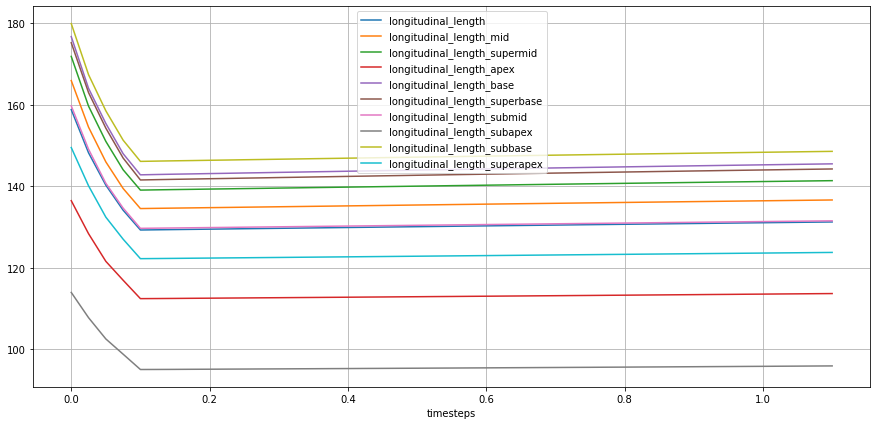 longitudinal_length
longitudinal_length_mid
longitudinal_length_supermid
longitudinal_length_apex
longitudinal_length_base
longitudinal_length_superbase
longitudinal_length_submid
longitudinal_length_subapex
longitudinal_length_subbase
longitudinal_length_superapex
180
160
140
120
100
0.0 0.2 0.4 0.6 0.8 1.0
timesteps